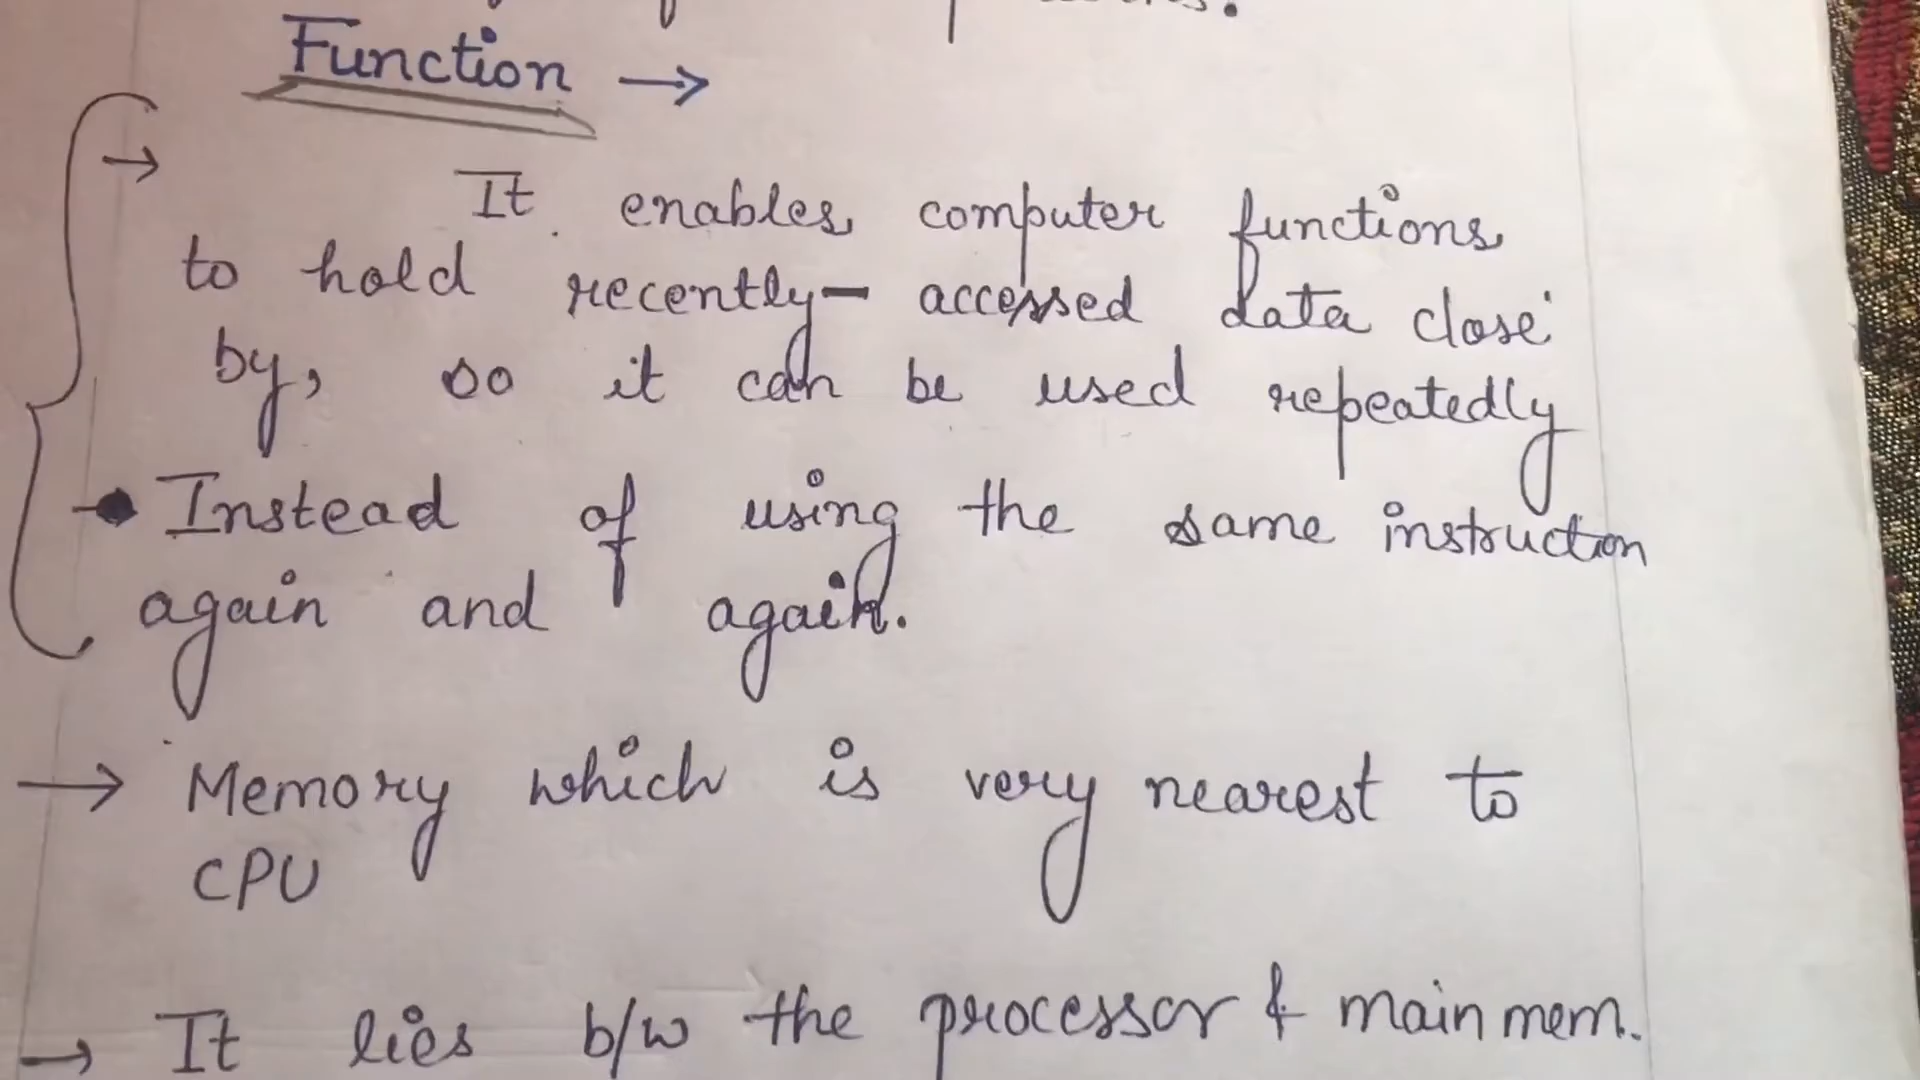 Function →
→ It enables computer functions
to hold recently- accessed data close
by, so it can be used repeatedly
Instead of using the same instruction
again and again.
→ Memory which is very nearest to
CPU
→ It lies b/w the processor & main mem.